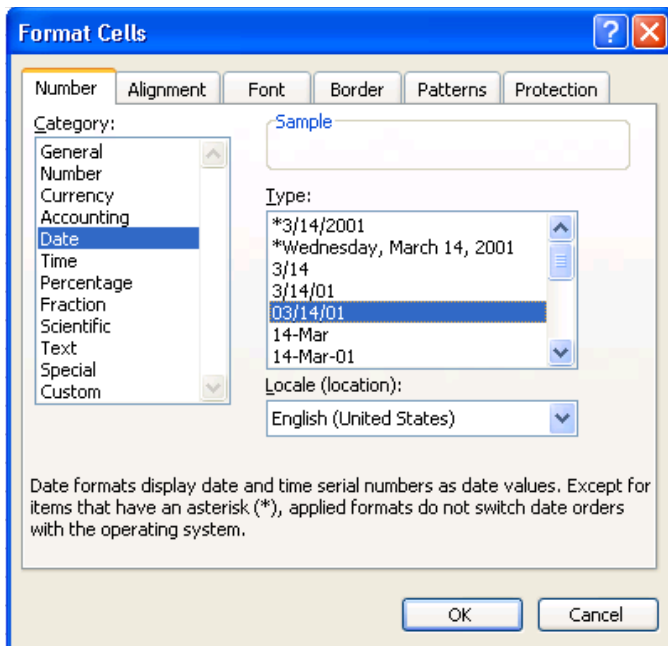 Format Cells
?
Number Alignment Font Border Patterns Protection
Category:
General
Number
Currency
Accounting
Date
Time
Percentage
Fraction
Scientific
Text
Special
Custom
Sample
Type:
*3/14/2001
*Wednesday, March 14, 2001
3/14
3/14/01
03/14/01
14-Mar
14-Mar-01
Locale (location):
English (United States)
Date formats display date and time serial numbers as date values. Except for
items that have an asterisk (*), applied formats do not switch date orders
with the operating system.
OK Cancel